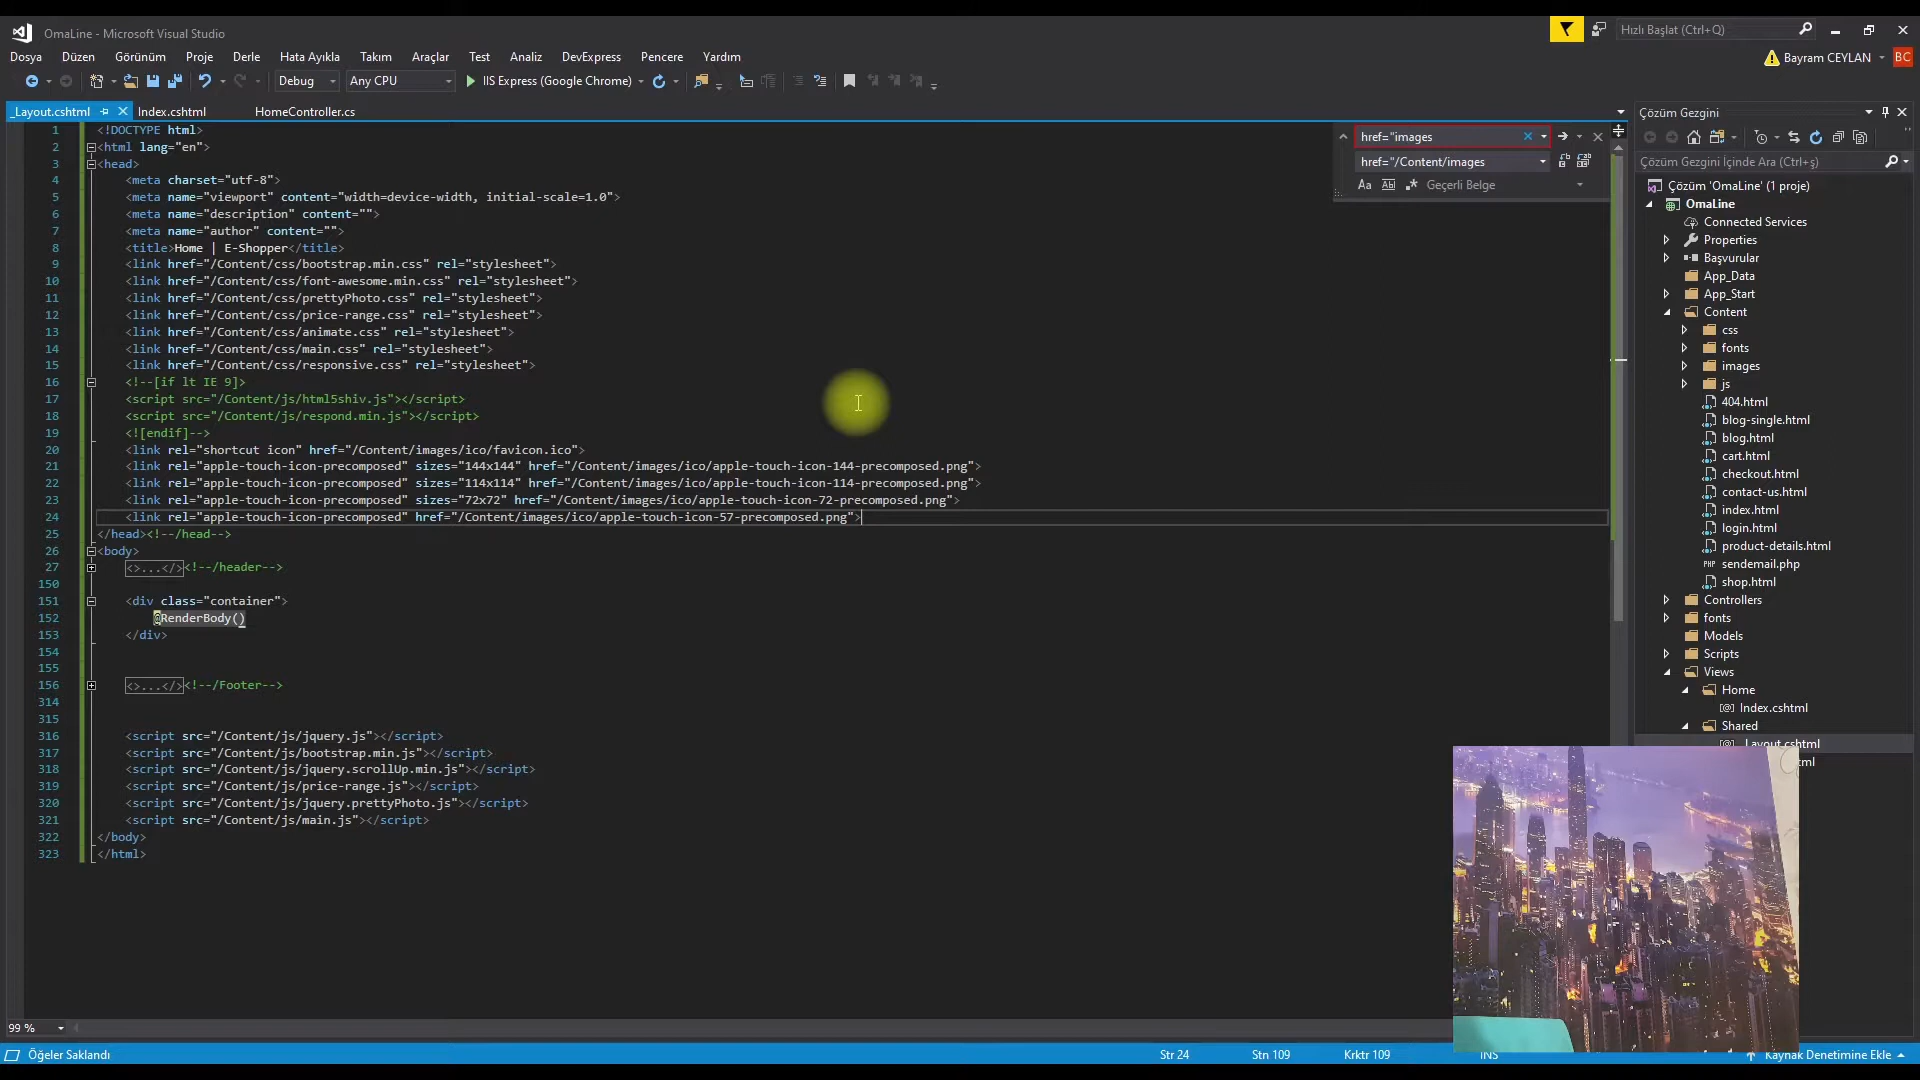 OmaLine - Microsoft Visual Studio
Hızlı Başlat (Ctrl+Q)
Dosya Düzen Görünüm Proje Derle Hata Ayıkla Takım Araçlar Test Analiz DevExpress Pencere Yardım
Bayram CEYLAN BC
Debug Any CPU IIS Express (Google Chrome)
_Layout.cshtml Index.cshtml HomeController.cs
1 <!DOCTYPE html>
2 <html lang="en">
3 <head>
4 <meta charset="utf-8">
5 <meta name="viewport" content="width=device-width, initial-scale=1.0">
6 <meta name="description" content="">
7 <meta name="author" content="">
8 <title>Home | E-Shopper</title>
9 <link href="/Content/css/bootstrap.min.css" rel="stylesheet">
10 <link href="/Content/css/font-awesome.min.css" rel="stylesheet">
11 <link href="/Content/css/prettyPhoto.css" rel="stylesheet">
12 <link href="/Content/css/price-range.css" rel="stylesheet">
13 <link href="/Content/css/animate.css" rel="stylesheet">
14 <link href="/Content/css/main.css" rel="stylesheet">
15 <link href="/Content/css/responsive.css" rel="stylesheet">
16 <!--[if lt IE 9]>
17 <script src="/Content/js/html5shiv.js"></script>
18 <script src="/Content/js/respond.min.js"></script>
19 <![endif]-->
20 <link rel="shortcut icon" href="/Content/images/ico/favicon.ico">
21 <link rel="apple-touch-icon-precomposed" sizes="144x144" href="/Content/images/ico/apple-touch-icon-144-precomposed.png">
22 <link rel="apple-touch-icon-precomposed" sizes="114x114" href="/Content/images/ico/apple-touch-icon-114-precomposed.png">
23 <link rel="apple-touch-icon-precomposed" sizes="72x72" href="/Content/images/ico/apple-touch-icon-72-precomposed.png">
24 <link rel="apple-touch-icon-precomposed" href="/Content/images/ico/apple-touch-icon-57-precomposed.png">
25 </head><!--/head-->
26 <body>
27 <>...</><!--/header-->
150
151 <div class="container">
152 @RenderBody()
153 </div>
154
155
156 <>...</><!--/Footer-->
314
315
316 <script src="/Content/js/jquery.js"></script>
317 <script src="/Content/js/bootstrap.min.js"></script>
318 <script src="/Content/js/jquery.scrollUp.min.js"></script>
319 <script src="/Content/js/price-range.js"></script>
320 <script src="/Content/js/jquery.prettyPhoto.js"></script>
321 <script src="/Content/js/main.js"></script>
322 </body>
323 </html>
href="images
href="/Content/images
Aa Ab Geçerli Belge
Çözüm Gezgini
Çözüm Gezgini İçinde Ara (Ctrl+ş)
Çözüm 'OmaLine' (1 proje)
OmaLine
Connected Services
Properties
Başvurular
App_Data
App_Start
Content
css
fonts
images
js
404.html
blog-single.html
blog.html
cart.html
checkout.html
contact-us.html
index.html
login.html
product-details.html
PHP sendemail.php
shop.html
Controllers
fonts
Models
Scripts
Views
Home
Index.cshtml
Shared
_Layout.cshtml
99 %
Öğeler Saklandı Str 24 Stn 109 Krktr 109 INS Kaynak Denetimine Ekle